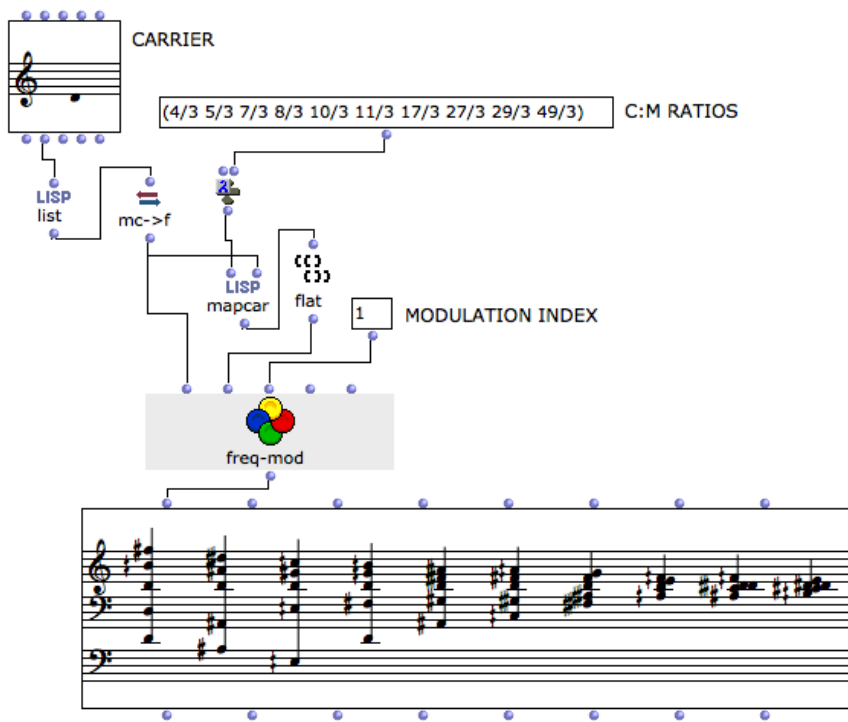 CARRIER
(4/3 5/3 7/3 8/3 10/3 11/3 17/3 27/3 29/3 49/3)
C:M RATIOS
LISP
list
mc->f
LISP
mapcar
flat
1
MODULATION INDEX
freq-mod